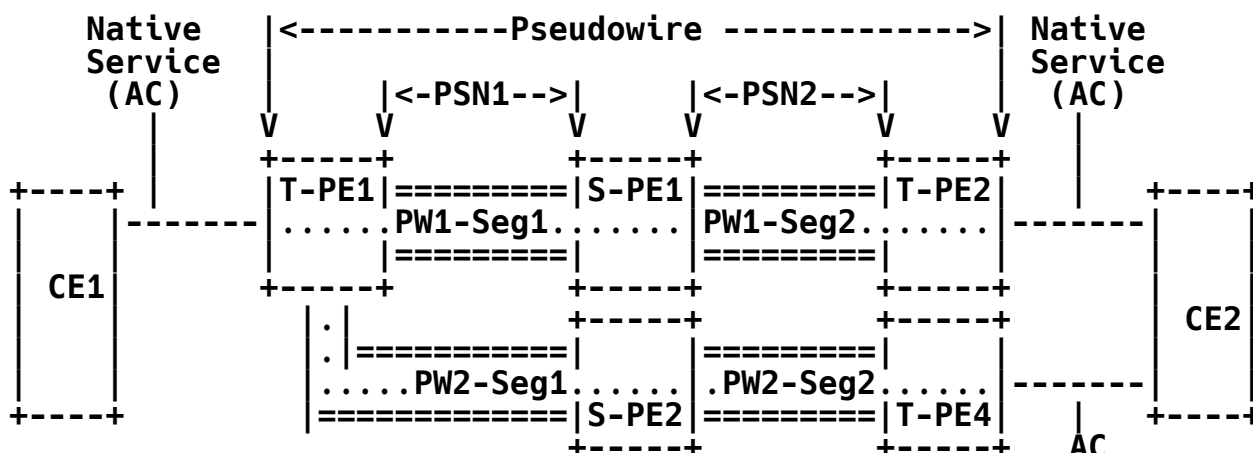 Native |<-----------Pseudowire ------------->| Native
Service | | Service
(AC) | |<-PSN1-->| |<-PSN2-->| | (AC)
| V V V V V V |
| +-----+ +-----+ +-----+ |
+----+ | |T-PE1|=========|S-PE1|=========|T-PE2| | +----+
| |-------|......PW1-Seg1.......|PW1-Seg2.......|-------| |
| | | |=========| |=========| | | |
| CE1| +-----+ +-----+ +-----+ | |
| | |.| +-----+ +-----+ | CE2|
| | |.|===========| |=========| | | |
| | |.....PW2-Seg1......|.PW2-Seg2......|-------| |
+----+ |=============|S-PE2|=========|T-PE4| | +----+
+-----+ +-----+ AC